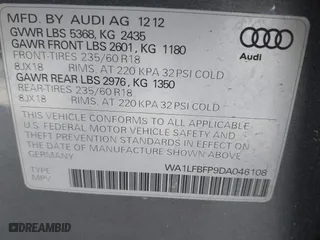 MFD. BY AUDI AG 12 12
GVWR LBS 5368, KG 2435
GAWR FRONT LBS 2601, KG 1180
FRONT-TIRES 235/60 R18
8JX18 RIMS, AT 220 KPA 32 PSI COLD
GAWR REAR LBS 2976, KG 1350
REAR-TIRES 235/60 R18
8JX18 RIMS, AT 220 KPA 32 PSI COLD
Audi
THIS VEHICLE CONFORMS TO ALL APPLICABLE
U.S. FEDERAL MOTOR VEHICLE SAFETY AND
THEFT PREVENTION STANDARDS IN EFFECT
ON THE DATE OF MANUFACTURE SHOWN ABOVE.
MADE IN GERMANY
WA1LFBFP9DA046108
TYPE:
MPV